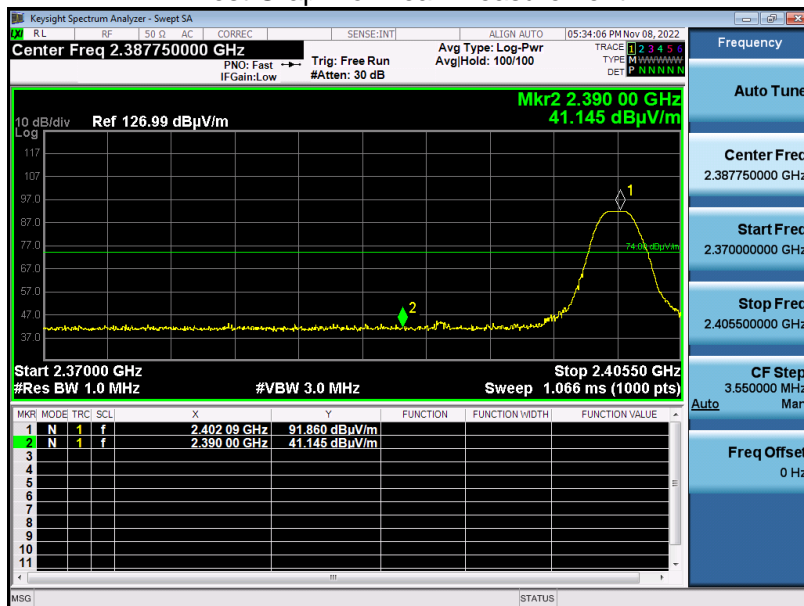 Keysight Spectrum Analyzer - Swept SA
RL RF 50 Ω AC CORREC SENSE:INT ALIGN AUTO 05:34:06 PM Nov 08, 2022
Center Freq 2.387750000 GHz
PNO: Fast
IFGain:Low
Trig: Free Run
#Atten: 30 dB
Avg Type: Log-Pwr
Avg|Hold: 100/100
TRACE 1 2 3 4 5 6
TYPE M WWWWW
DET P N N N N N
Mkr2 2.390 00 GHz
41.145 dBµV/m
10 dB/div Ref 126.99 dBµV/m
Log
117
107
97.0
87.0
77.0
67.0
57.0
47.0
37.0
1
2
74.00 dBµV/m
Start 2.37000 GHz Stop 2.40550 GHz
#Res BW 1.0 MHz #VBW 3.0 MHz Sweep 1.066 ms (1000 pts)
MKR MODE TRC SCL X Y FUNCTION FUNCTION WIDTH FUNCTION VALUE
1 N 1 f 2.402 09 GHz 91.860 dBµV/m
2 N 1 f 2.390 00 GHz 41.145 dBµV/m
3
4
5
6
7
8
9
10
11
MSG STATUS
Frequency
Auto Tune
Center Freq
2.387750000 GHz
Start Freq
2.370000000 GHz
Stop Freq
2.405500000 GHz
CF Step
3.550000 MHz
Auto Man
Freq Offset
0 Hz